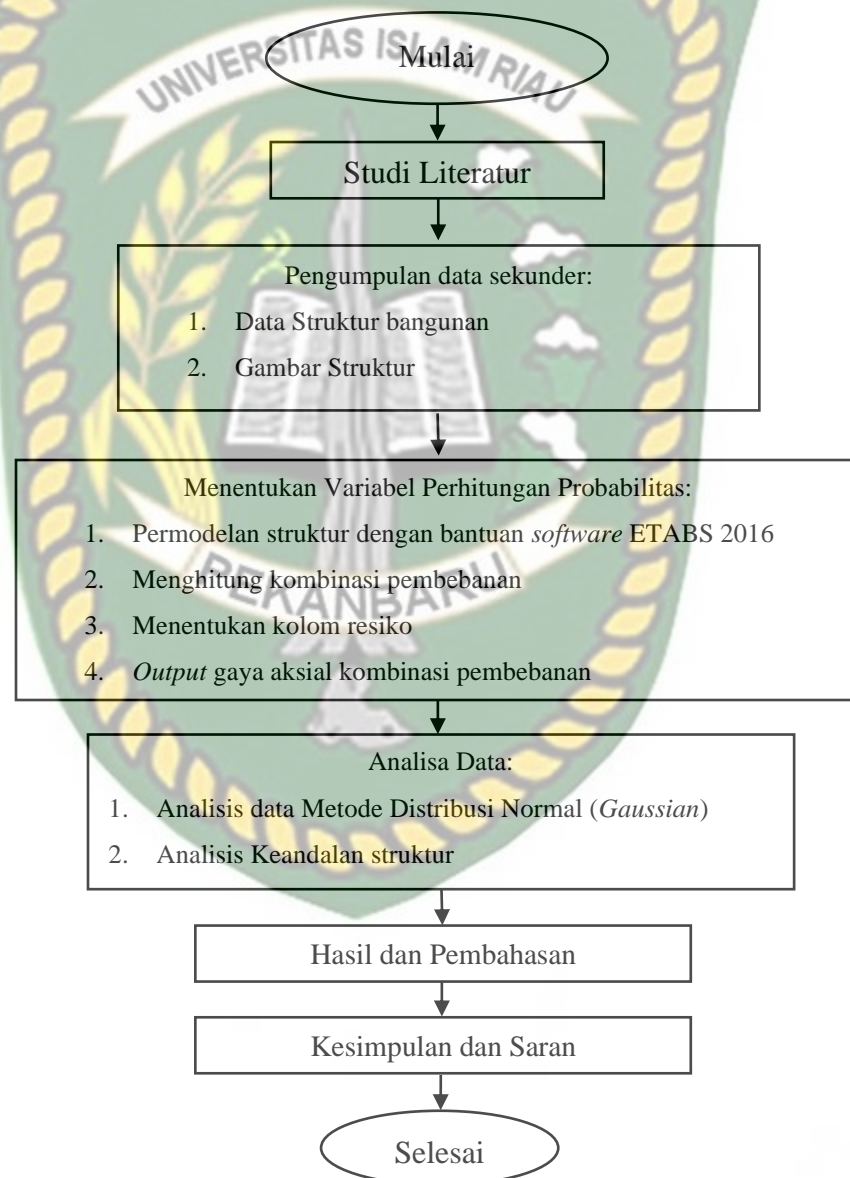 UNIVERSITAS ISLAM RIAU
Mulai
Studi Literatur
Pengumpulan data sekunder:
1. Data Struktur bangunan
2. Gambar Struktur
Menentukan Variabel Perhitungan Probabilitas:
1. Permodelan struktur dengan bantuan software ETABS 2016
2. Menghitung kombinasi pembebanan
PEKANBARU
3. Menentukan kolom resiko
4. Output gaya aksial kombinasi pembebanan
Analisa Data:
1. Analisis data Metode Distribusi Normal (Gaussian)
2. Analisis Keandalan struktur
Hasil dan Pembahasan
Kesimpulan dan Saran
Selesai